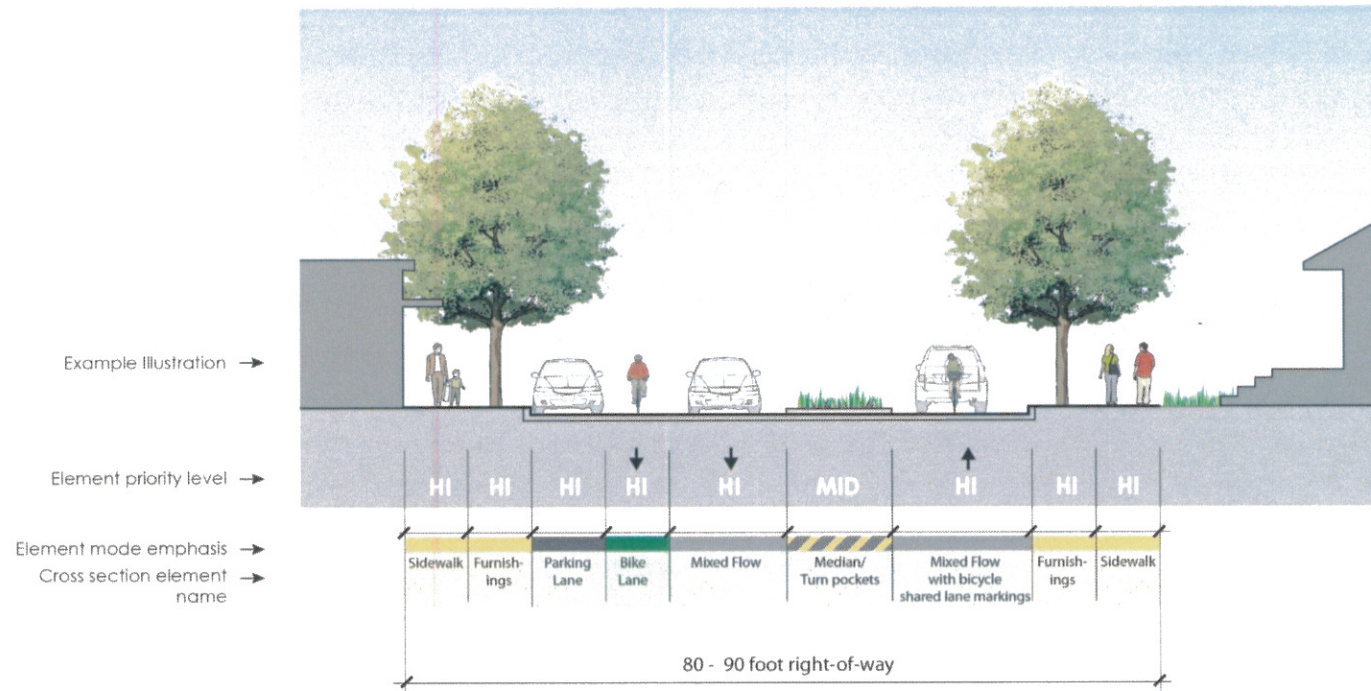 Example Illustration →
Element priority level →
HI HI HI HI HI MID HI HI HI
Element mode emphasis →
Cross section element
name →
Sidewalk
Furnish-
ings
Parking
Lane
Bike
Lane
Mixed Flow
Median/
Turn pockets
Mixed Flow
with bicycle
shared lane markings
Furnish-
ings
Sidewalk
80 - 90 foot right-of-way